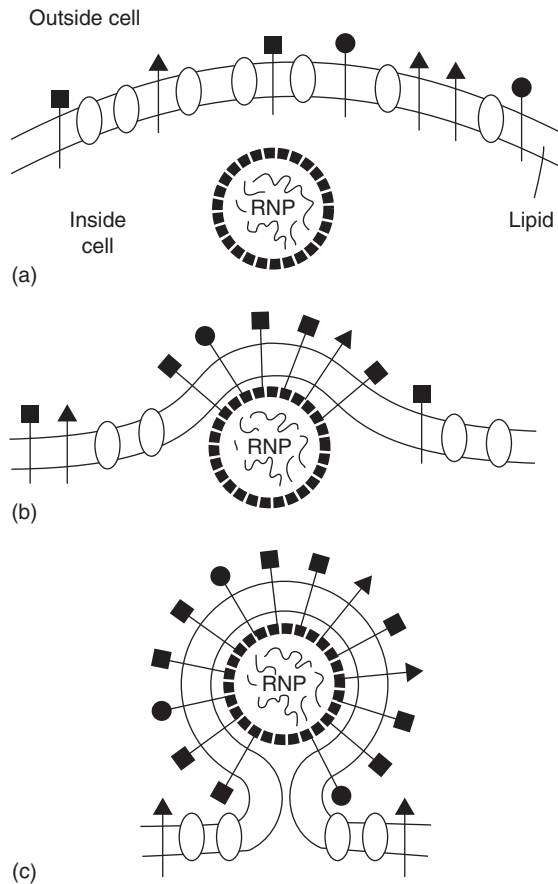 Outside cell
RNP
Inside
cell
Lipid
(a)
RNP
(b)
RNP
(c)